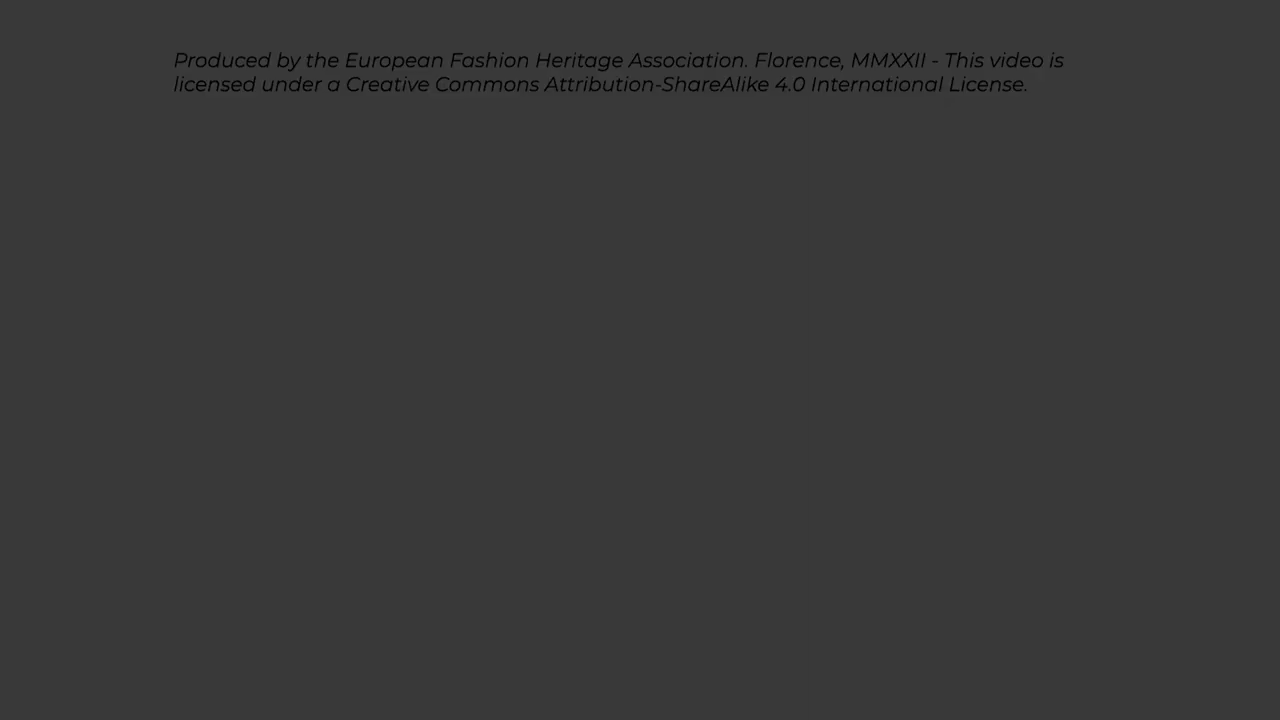 Produced by the European Fashion Heritage Association. Florence, MMXXII - This video is
licensed under a Creative Commons Attribution-ShareAlike 4.0 International License.